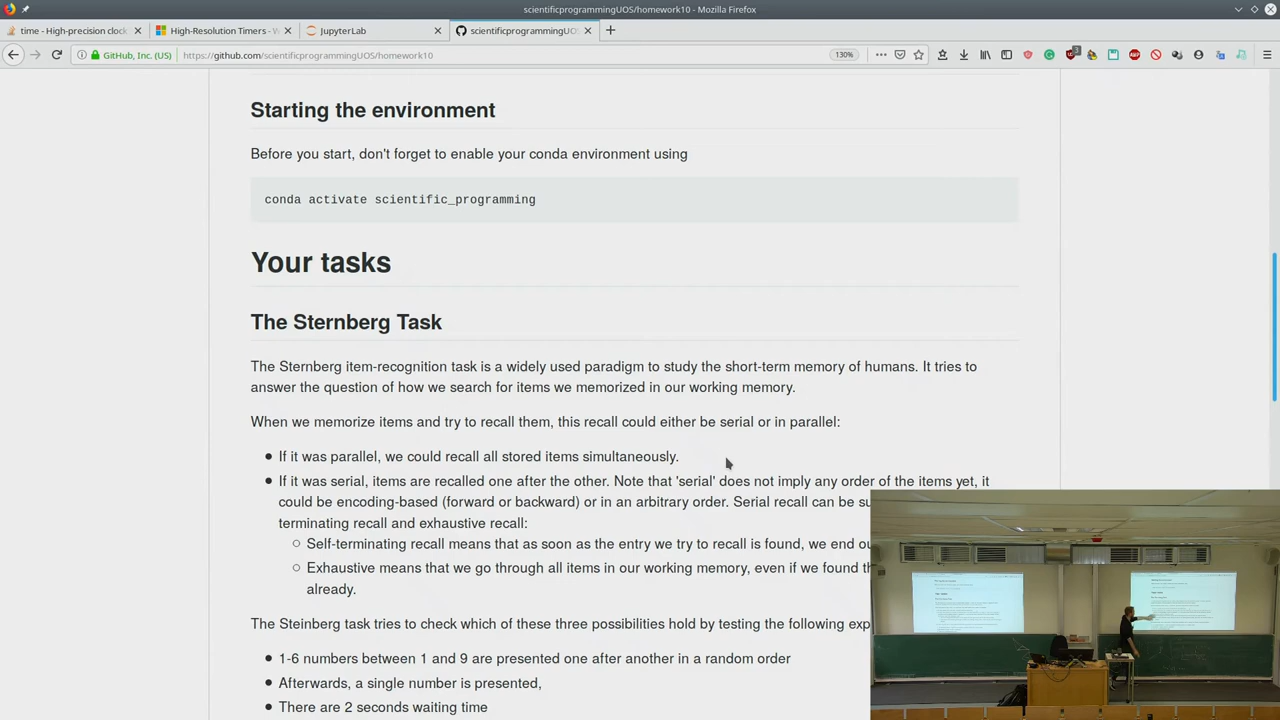 scientificprogrammingUOS/homework10 - Mozilla Firefox
time - High-precision clock
High-Resolution Timers - W
JupyterLab
scientificprogrammingUO
GitHub, Inc. (US)
https://github.com/scientificprogrammingUOS/homework10
130%
Starting the environment
Before you start, don't forget to enable your conda environment using
conda activate scientific_programming
Your tasks
The Sternberg Task
The Sternberg item-recognition task is a widely used paradigm to study the short-term memory of humans. It tries to
answer the question of how we search for items we memorized in our working memory.
When we memorize items and try to recall them, this recall could either be serial or in parallel:
If it was parallel, we could recall all stored items simultaneously.
If it was serial, items are recalled one after the other. Note that 'serial' does not imply any order of the items yet, it
could be encoding-based (forward or backward) or in an arbitrary order. Serial recall can be su
terminating recall and exhaustive recall:
Self-terminating recall means that as soon as the entry we try to recall is found, we end ou
Exhaustive means that we go through all items in our working memory, even if we found th
already.
The Steinberg task tries to check which of these three possibilities hold by testing the following exp
1-6 numbers between 1 and 9 are presented one after another in a random order
Afterwards, a single number is presented,
There are 2 seconds waiting time